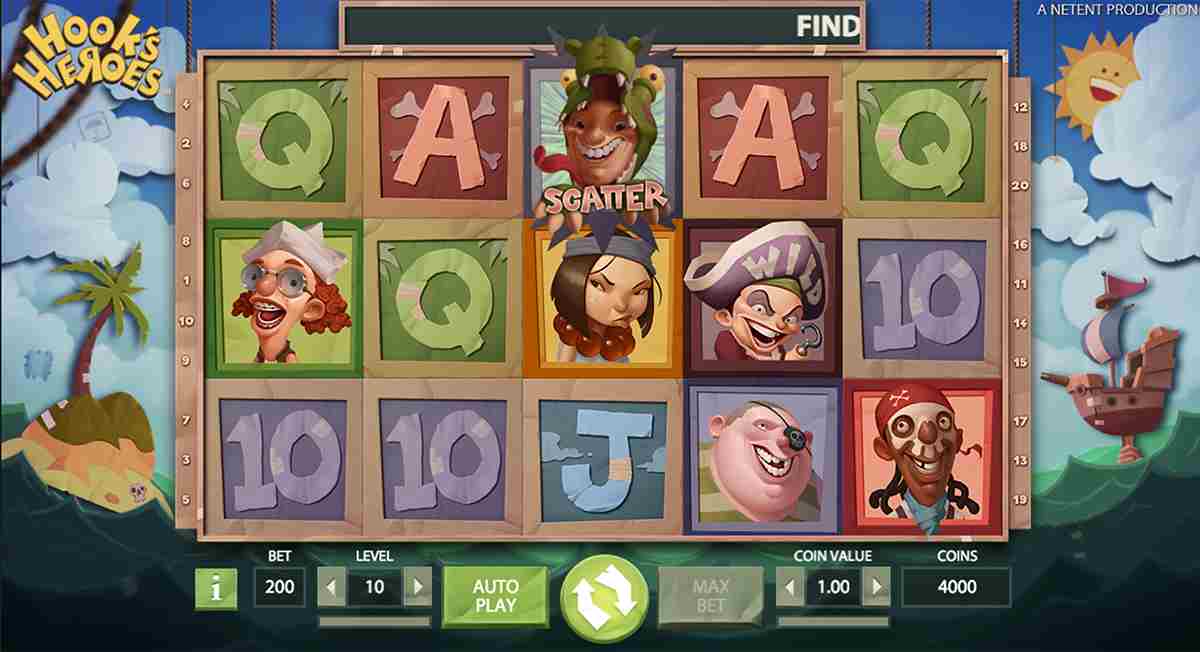 HOOK'S
HEROES
FIND
A NETENT PRODUCTION
Q A A Q
SCATTER
Q WILD 10
10 10 J
4
2
6
8
1
10
9
7
3
5
12
18
20
16
11
14
15
17
13
19
BET
200
LEVEL
10
AUTO
PLAY
MAX
BET
COIN VALUE
1.00
COINS
4000
i